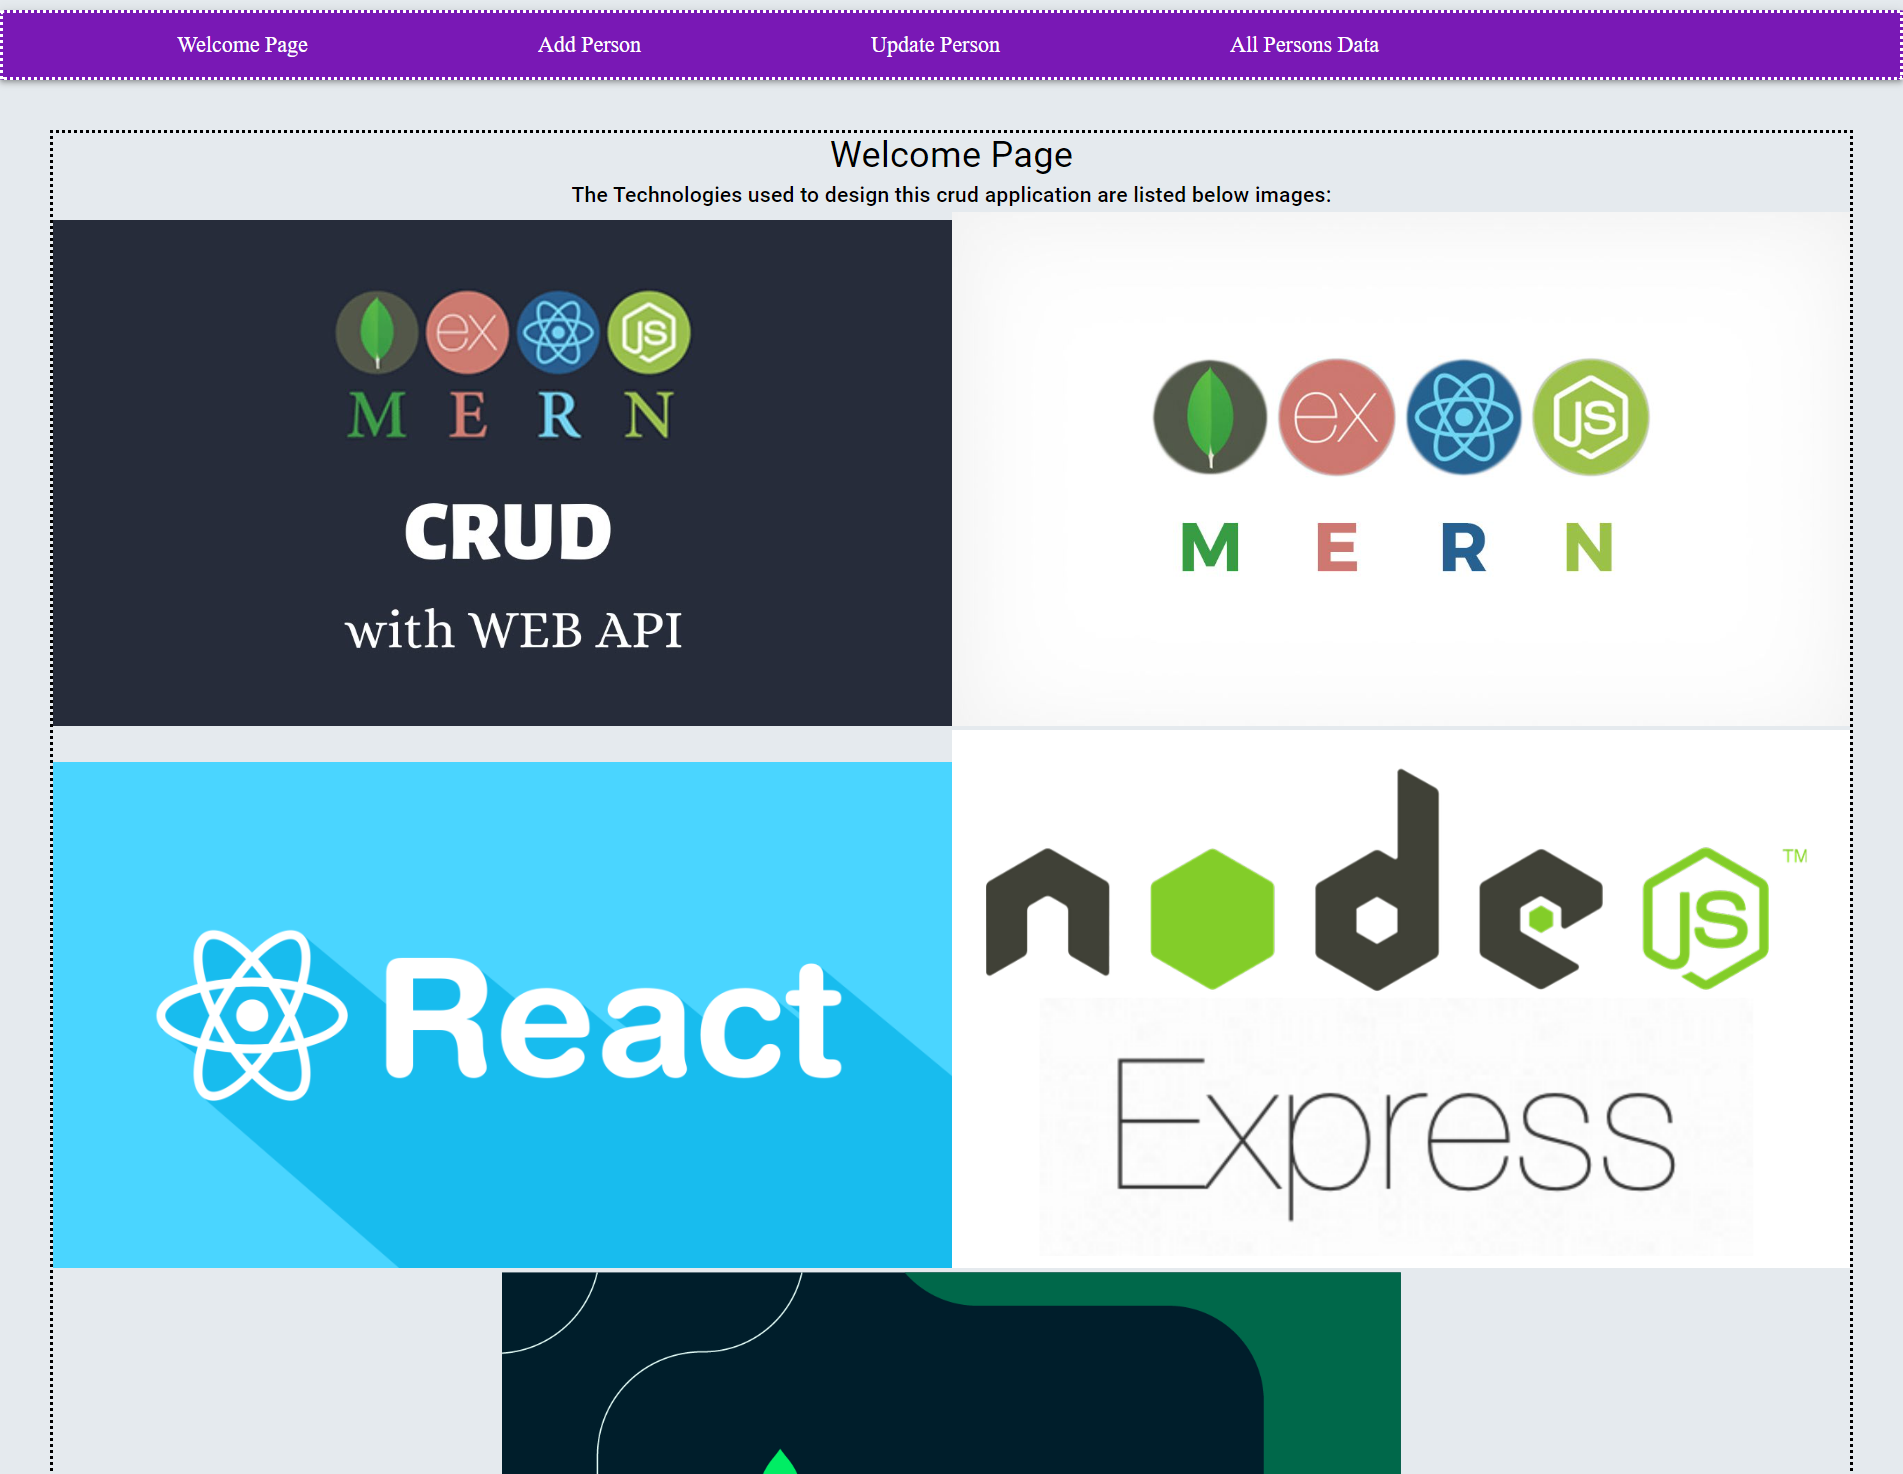 Welcome Page
Add Person
Update Person
All Persons Data
Welcome Page
The Technologies used to design this crud application are listed below images:
ex
JS
M E R N
CRUD
with WEB API
ex
JS
M E R N
React
node JS TM
Express